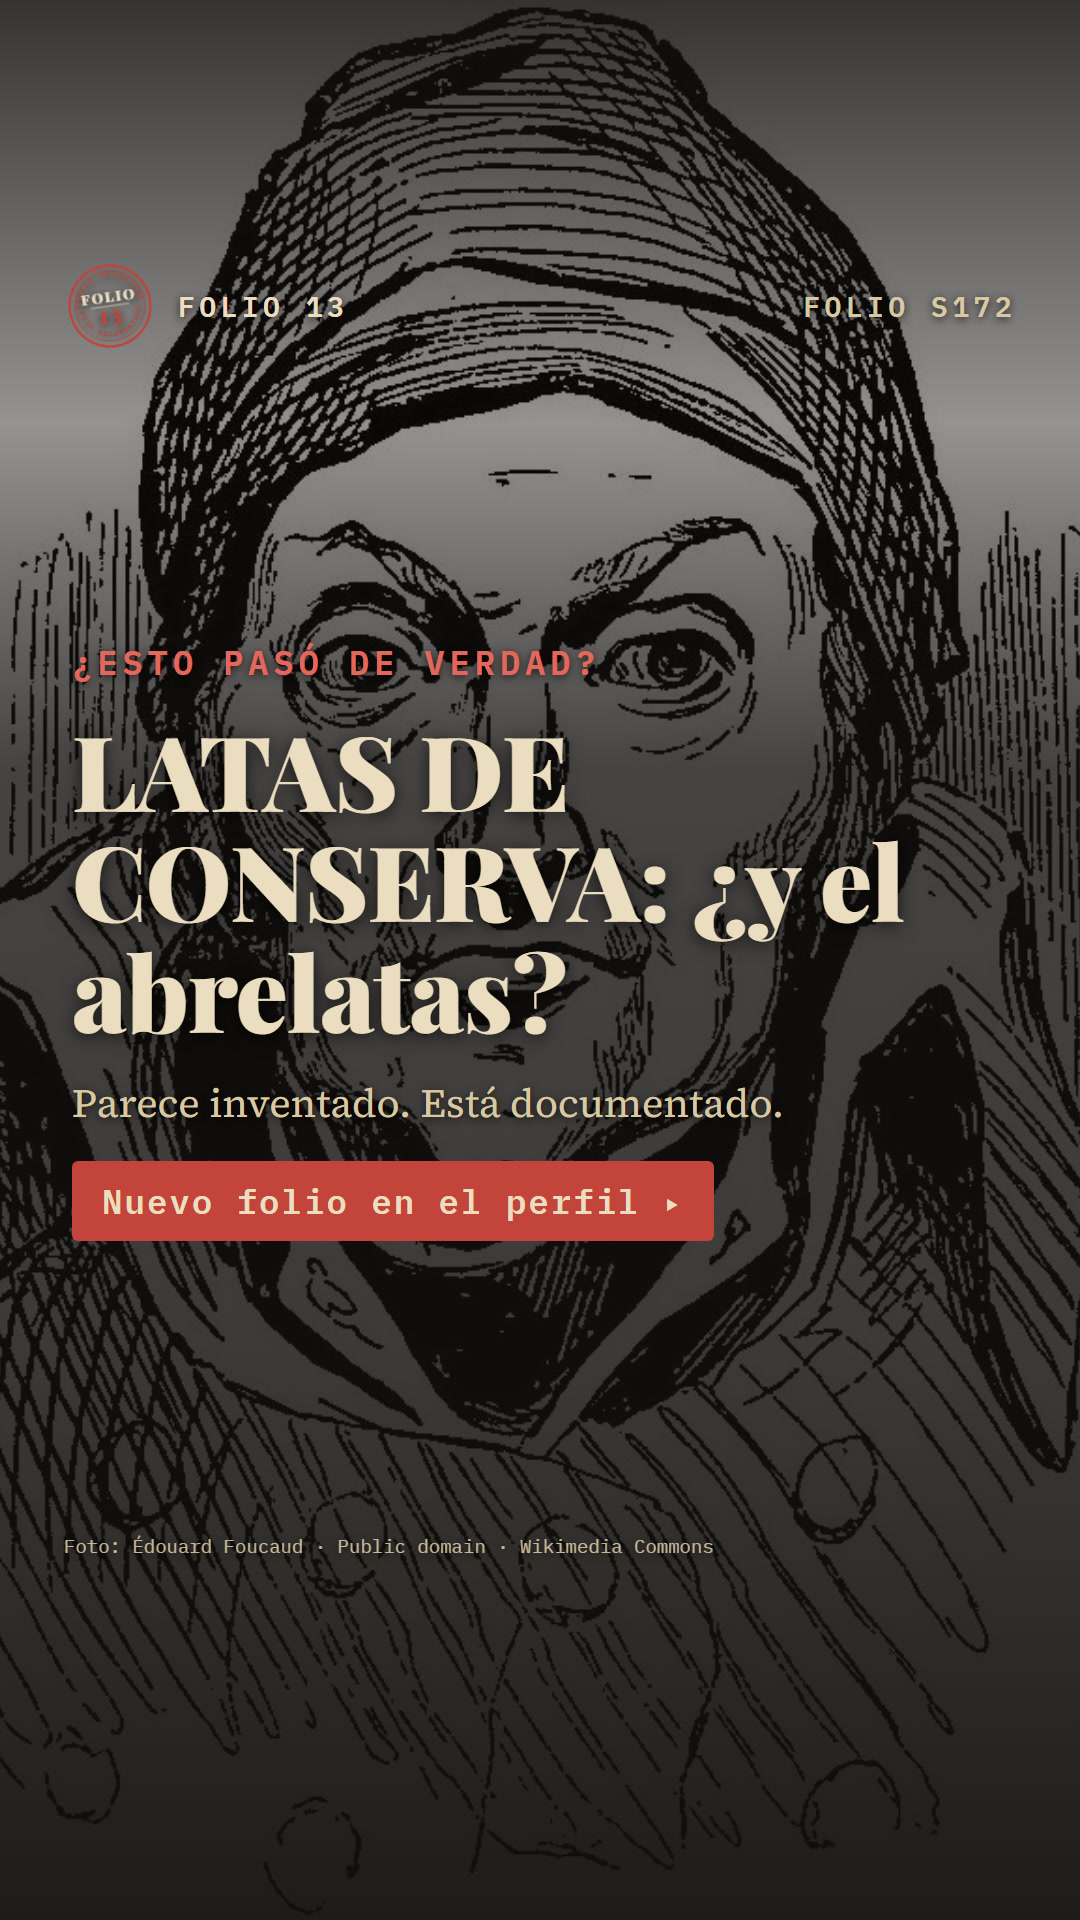 FOLIO
13
FOLIO 13
FOLIO S172
¿ESTO PASÓ DE VERDAD?
LATAS DE
CONSERVA: ¿y el
abrelatas?
Parece inventado. Está documentado.
Nuevo folio en el perfil ▸
Foto: Édouard Foucaud · Public domain · Wikimedia Commons